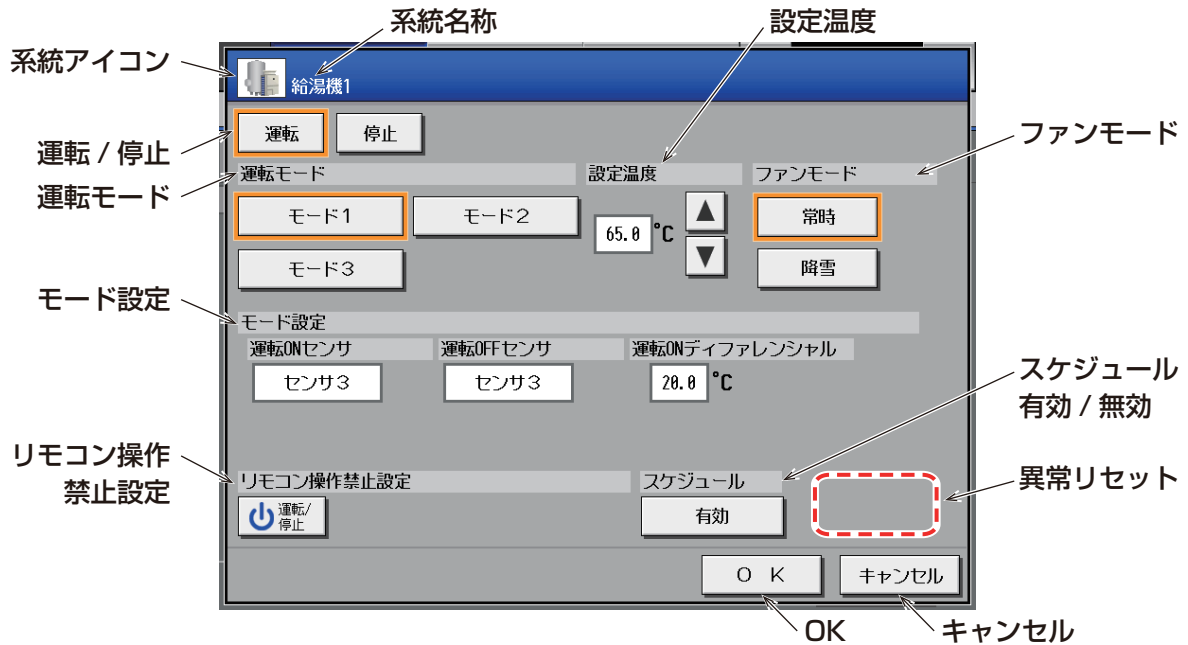 系統名称
設定温度
系統アイコン
給湯機1
運転
停止
運転 / 停止
ファンモード
運転モード
運転モード
設定温度
ファンモード
モード1
モード2
65.0
°C
▲
常時
モード3
▼
降雪
モード設定
モード設定
運転ONセンサ
運転OFFセンサ
運転ONディファレンシャル
センサ3
センサ3
20.0
°C
スケジュール
有効 / 無効
リモコン操作
禁止設定
リモコン操作禁止設定
スケジュール
異常リセット
運転/
停止
有効
OK
キャンセル
OK
キャンセル